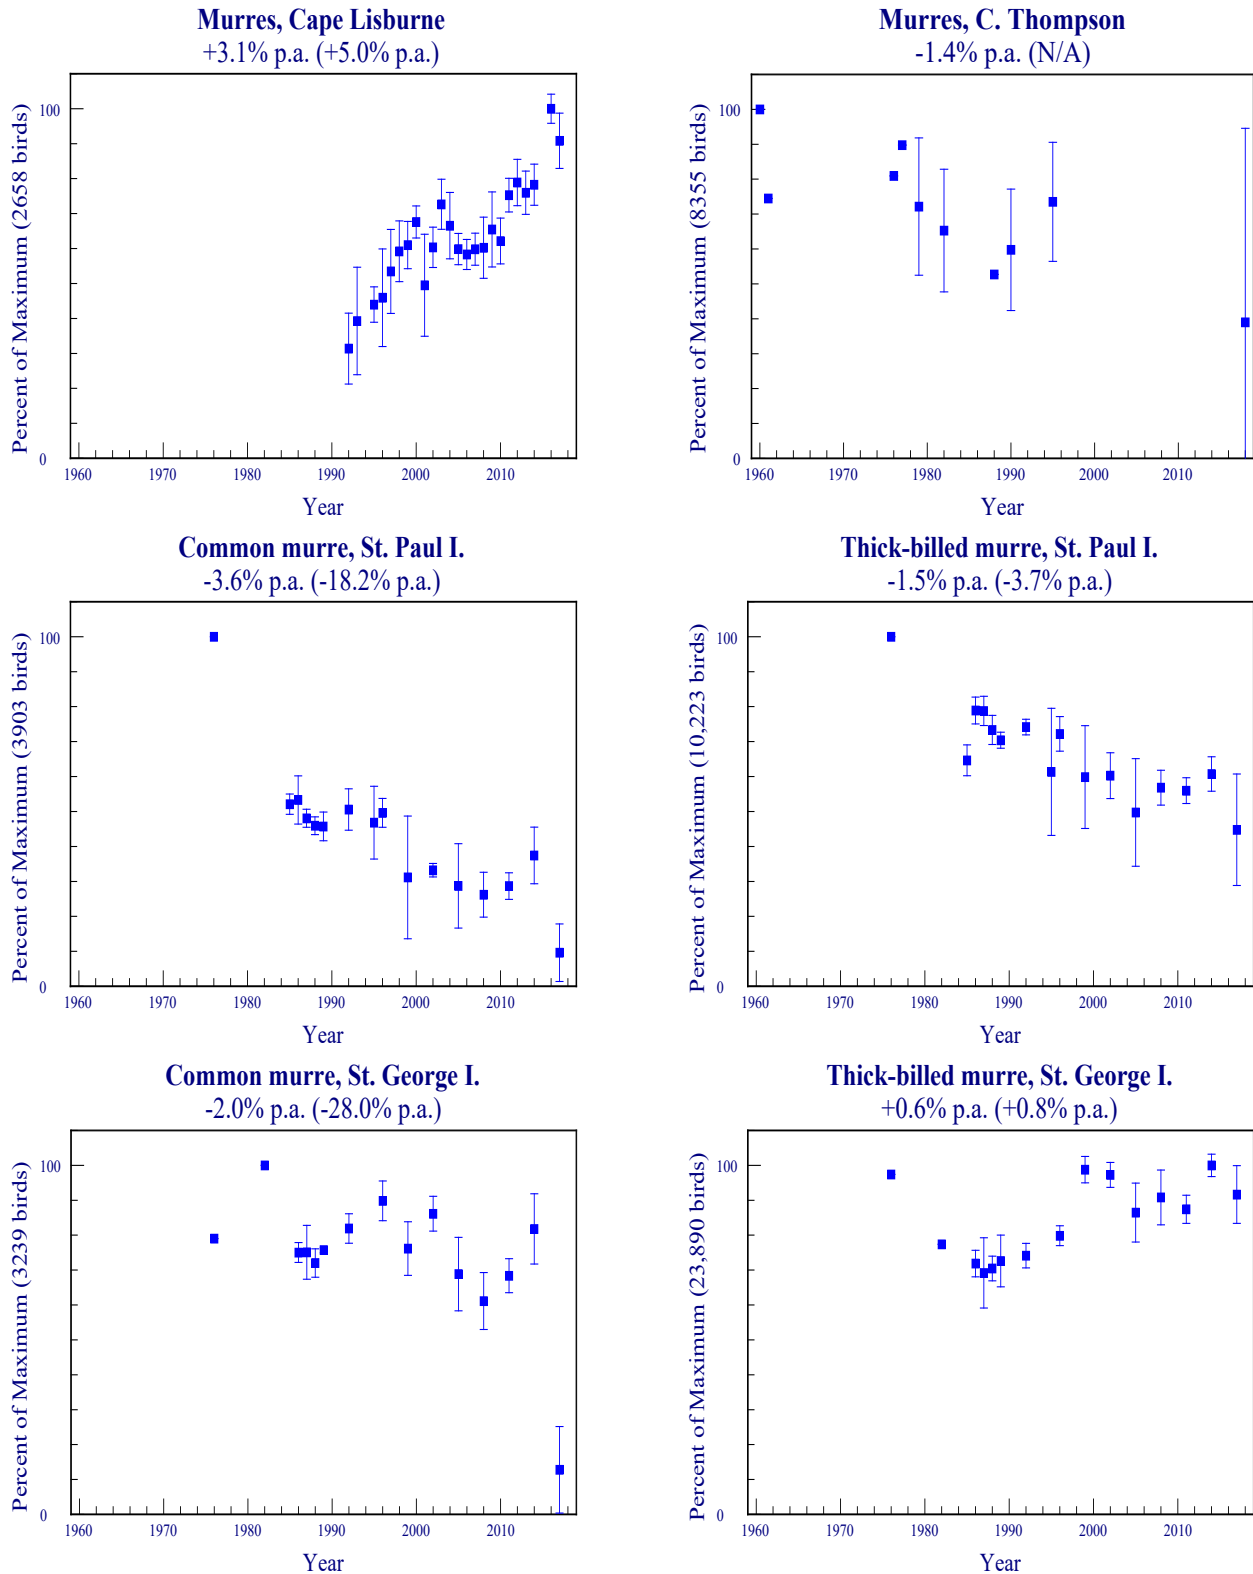 Murres, Cape Lisburne
+3.1% p.a. (+5.0% p.a.)
Percent of Maximum (2658 birds)
100
0
1960 1970 1980 1990 2000 2010
Year
Murres, C. Thompson
-1.4% p.a. (N/A)
Percent of Maximum (8355 birds)
100
0
1960 1970 1980 1990 2000 2010
Year
Common murre, St. Paul I.
-3.6% p.a. (-18.2% p.a.)
Percent of Maximum (3903 birds)
100
0
1960 1970 1980 1990 2000 2010
Year
Thick-billed murre, St. Paul I.
-1.5% p.a. (-3.7% p.a.)
Percent of Maximum (10,223 birds)
100
0
1960 1970 1980 1990 2000 2010
Year
Common murre, St. George I.
-2.0% p.a. (-28.0% p.a.)
Percent of Maximum (3239 birds)
100
0
1960 1970 1980 1990 2000 2010
Year
Thick-billed murre, St. George I.
+0.6% p.a. (+0.8% p.a.)
Percent of Maximum (23,890 birds)
100
0
1960 1970 1980 1990 2000 2010
Year